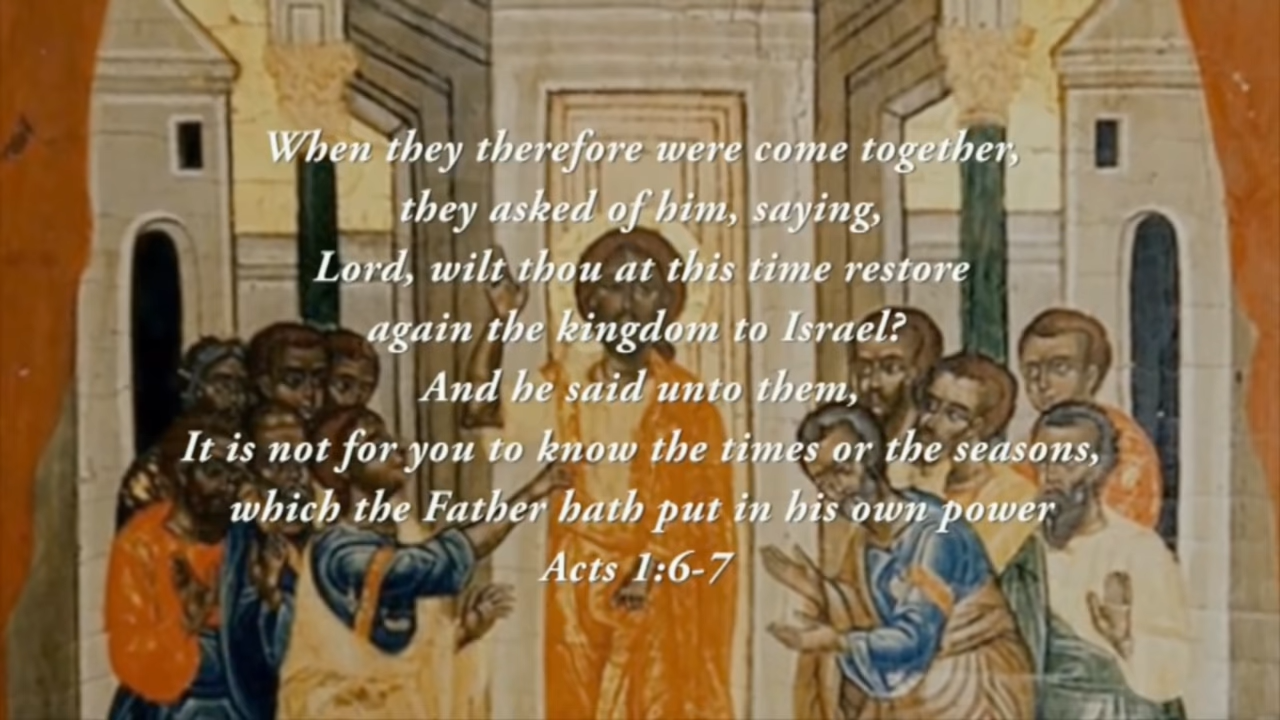 When they therefore were come together,
they asked of him, saying,
Lord, wilt thou at this time restore
again the kingdom to Israel?
And he said unto them,
It is not for you to know the times or the seasons,
which the Father hath put in his own power
Acts 1:6-7